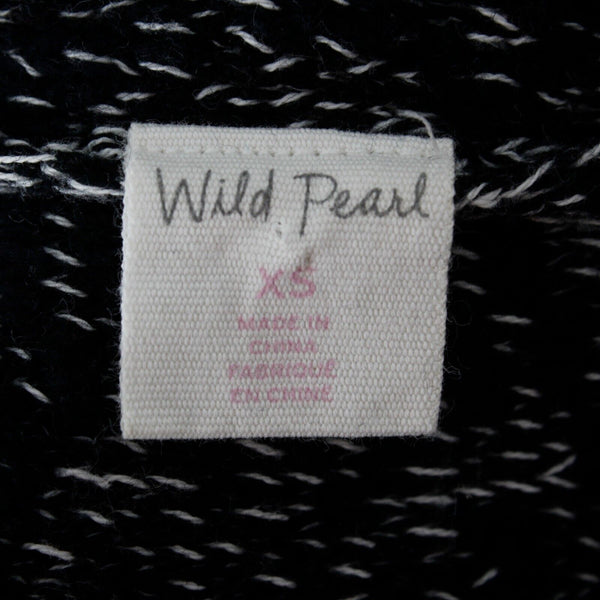 Wild Pearl
XS
MADE IN
CHINA
FABRIQUÉ
EN CHINE